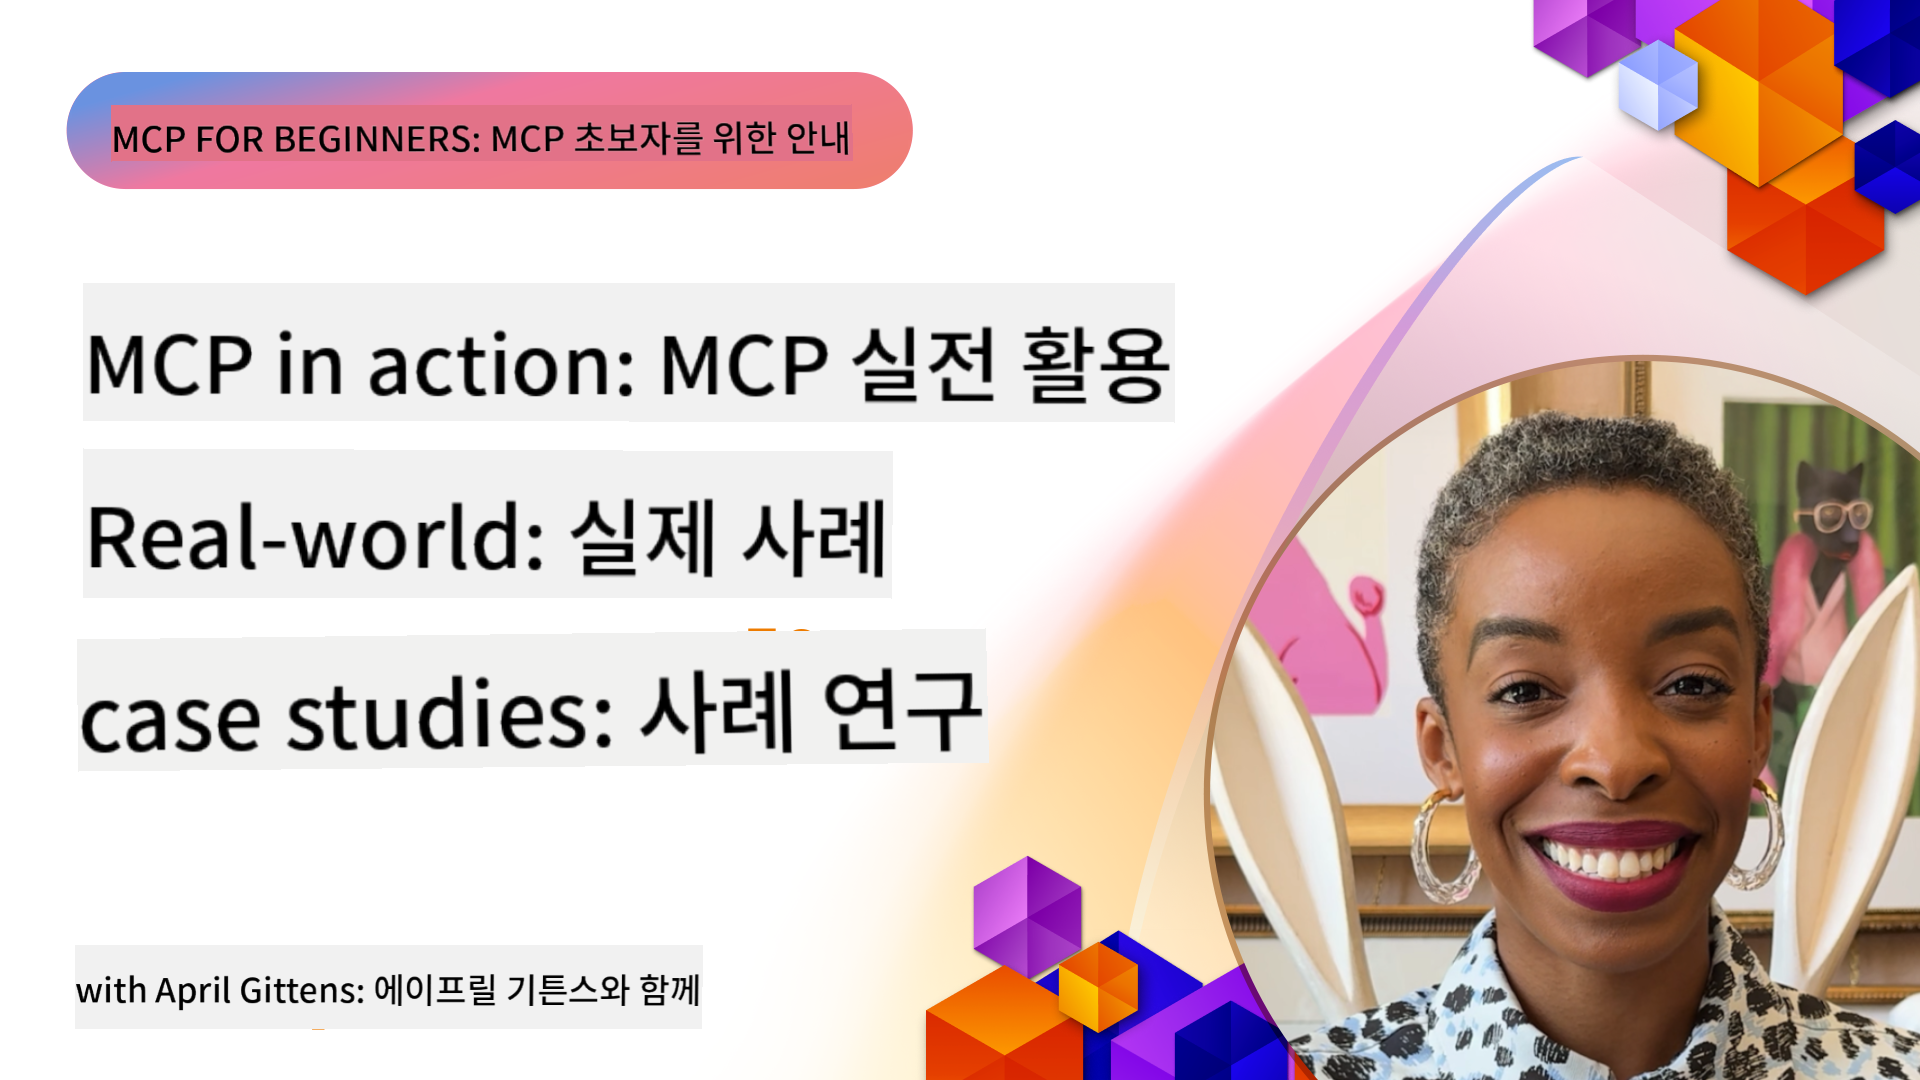 MCP FOR BEGINNERS: MCP 초보자를 위한 안내
MCP in action: MCP 실전 활용
Real-world: 실제 사례
case studies: 사례 연구
with April Gittens: 에이프릴 기튼스와 함께